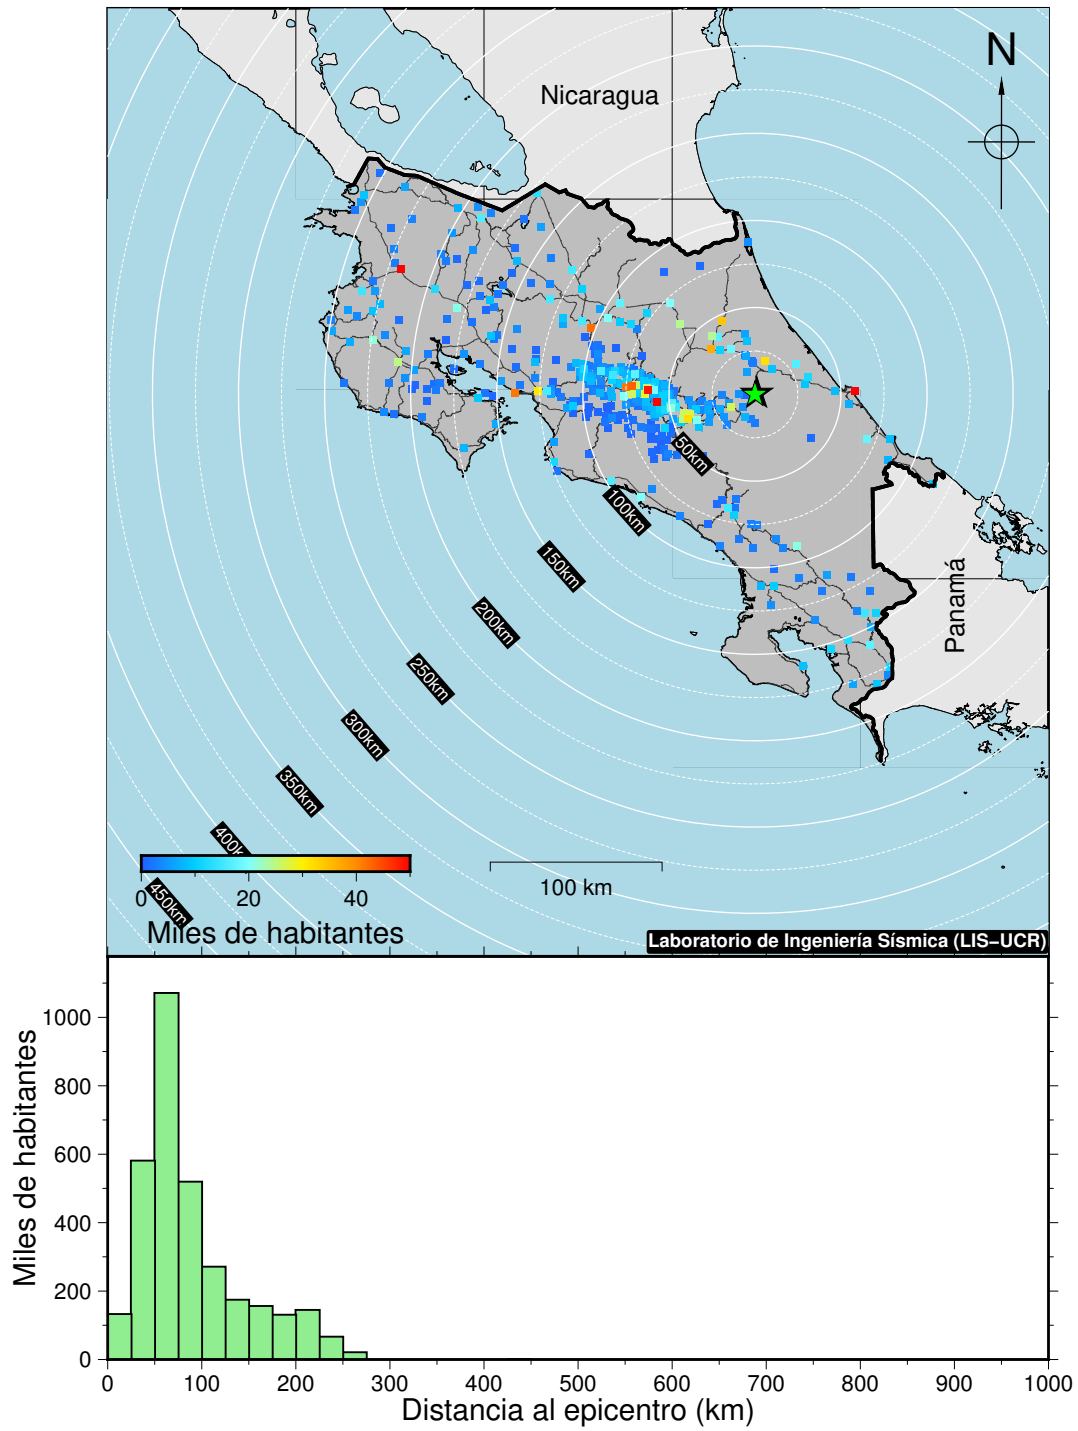 N
Nicaragua
50km
100km
150km
Panamá
200km
250km
300km
350km
400k
450km
0 20 40
Miles de habitantes
100 km
Laboratorio de Ingeniería Sísmica (LIS–UCR)
1000
800
600
400
200
0
Miles de habitantes
0 100 200 300 400 500 600 700 800 900 1000
Distancia al epicentro (km)